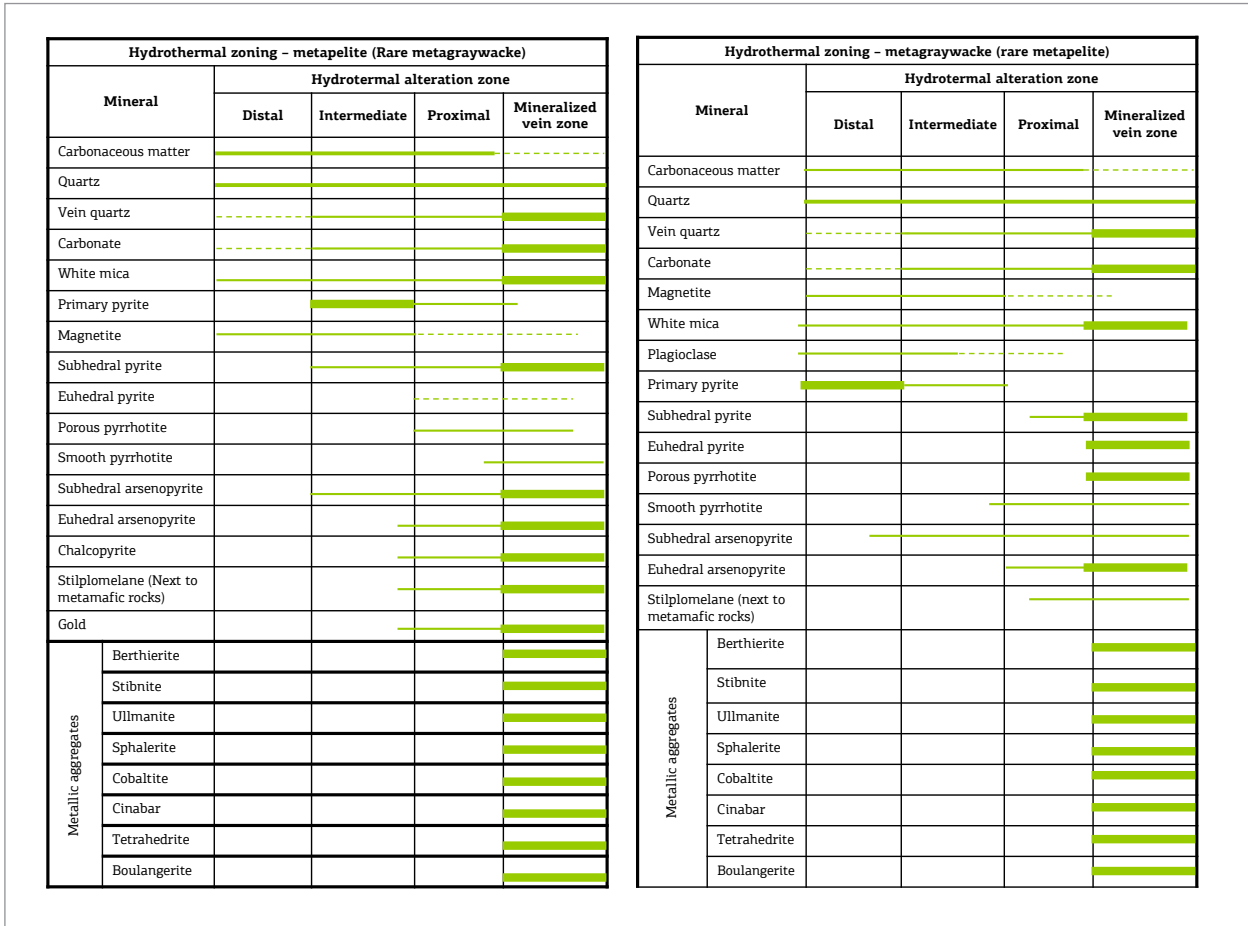 Hydrothermal zoning – metapelite (Rare metagraywacke)
Mineral
Hydrotermal alteration zone
Distal
Intermediate
Proximal
Mineralized
vein zone
Carbonaceous matter
Quartz
Vein quartz
Carbonate
White mica
Primary pyrite
Magnetite
Subhedral pyrite
Euhedral pyrite
Porous pyrrhotite
Smooth pyrrhotite
Subhedral arsenopyrite
Euhedral arsenopyrite
Chalcopyrite
Stilplomelane (Next to
metamafic rocks)
Gold
Metallic aggregates
Berthierite
Stibnite
Ullmanite
Sphalerite
Cobaltite
Cinabar
Tetrahedrite
Boulangerite
Hydrothermal zoning – metagraywacke (rare metapelite)
Mineral
Hydrotermal alteration zone
Distal
Intermediate
Proximal
Mineralized
vein zone
Carbonaceous matter
Quartz
Vein quartz
Carbonate
Magnetite
White mica
Plagioclase
Primary pyrite
Subhedral pyrite
Euhedral pyrite
Porous pyrrhotite
Smooth pyrrhotite
Subhedral arsenopyrite
Euhedral arsenopyrite
Stilplomelane (next to
metamafic rocks)
Metallic aggregates
Berthierite
Stibnite
Ullmanite
Sphalerite
Cobaltite
Cinabar
Tetrahedrite
Boulangerite